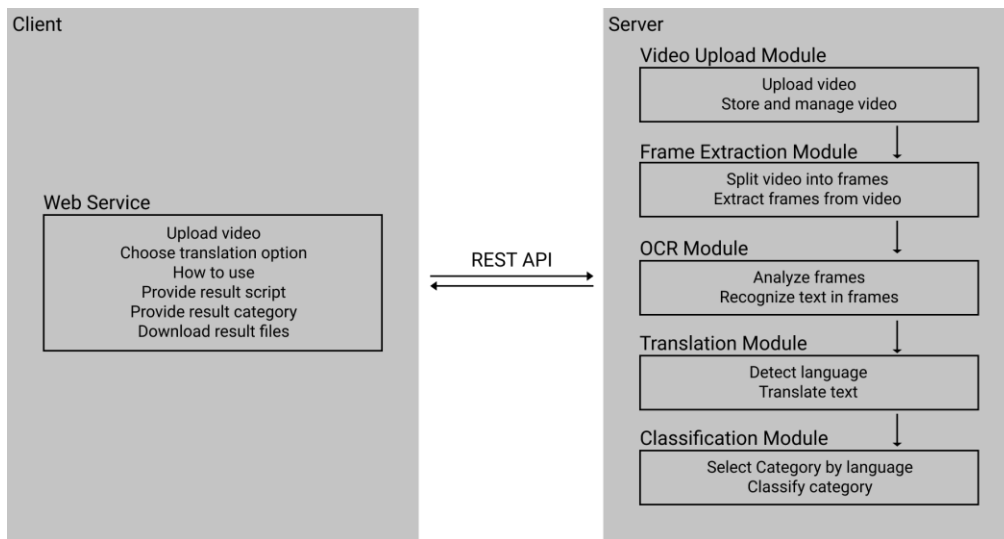 Client
Web Service
Upload video
Choose translation option
How to use
Provide result script
Provide result category
Download result files
REST API
Server
Video Upload Module
Upload video
Store and manage video
Frame Extraction Module
Split video into frames
Extract frames from video
OCR Module
Analyze frames
Recognize text in frames
Translation Module
Detect language
Translate text
Classification Module
Select Category by language
Classify category